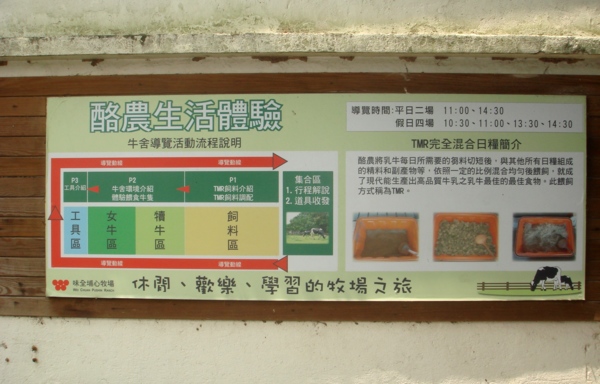 酪農生活體驗
牛舍導覽活動流程說明
導覽動線 導覽動線
P3
工具介紹
P2
牛舍環境介紹
體驗餵食牛隻
P1
TMR飼料介紹
TMR飼料調配
集合區
1. 行程解說
2. 道具收發
工具區
女牛區
犢牛區
飼料區
導覽動線 導覽動線
味全埔心牧場
休閒、歡樂、學習的牧場之旅
導覽時間:平日二場 11:00、14:30
假日四場 10:30、11:00、13:30、14:30
TMR完全混合日糧簡介
酪農將乳牛每日所需要的芻料切短後，與其他所有日糧組成
的精料和副產物等，依照一定的比例混合均勻後餵飼，就成
了現代能生產出高品質牛乳之乳牛最佳的最佳食物。此餵飼
方式稱為TMR。